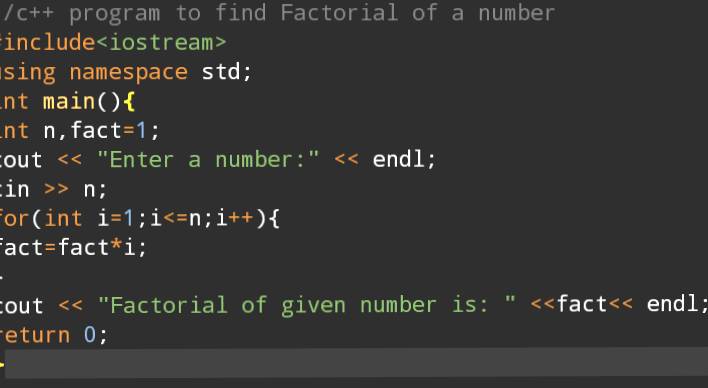 /c++ program to find Factorial of a number
#include<iostream>
using namespace std;
int main(){
int n,fact=1;
cout << "Enter a number:" << endl;
cin >> n;
for(int i=1;i<=n;i++){
fact=fact*i;
}
cout << "Factorial of given number is: " <<fact<< endl;
return 0;
}